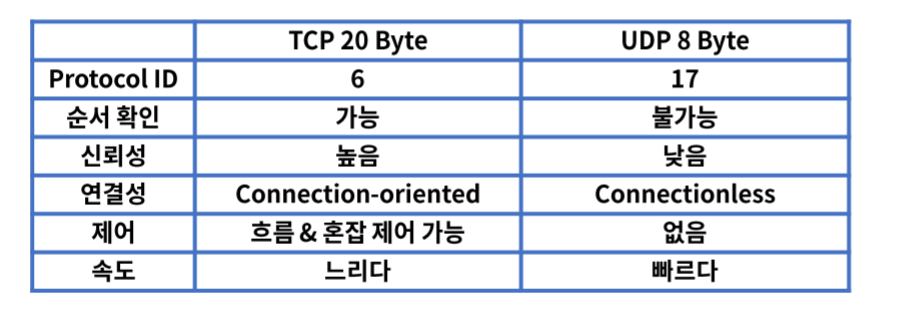 TCP 20 Byte UDP 8 Byte
Protocol ID 6 17
순서 확인 가능 불가능
신뢰성 높음 낮음
연결성 Connection-oriented Connectionless
제어 흐름 & 혼잡 제어 가능 없음
속도 느리다 빠르다